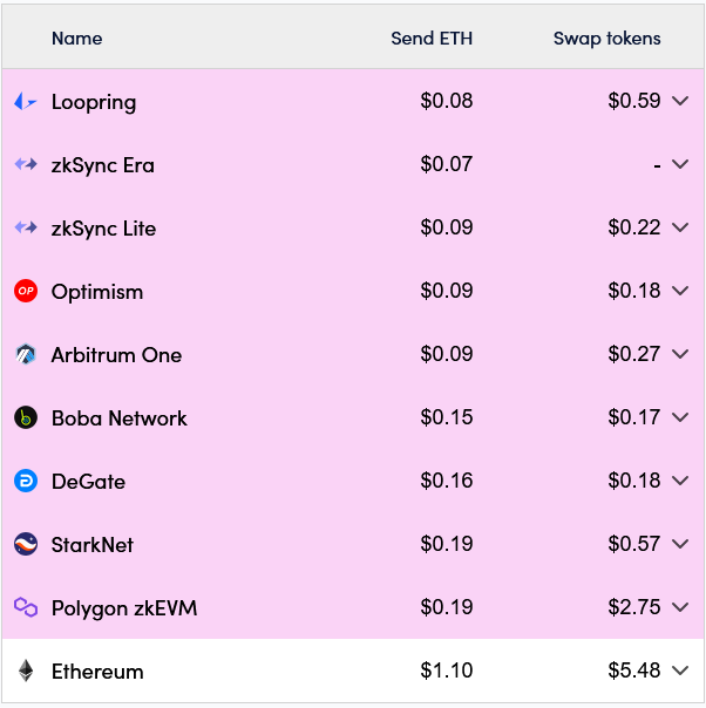 Name Send ETH Swap tokens
Loopring $0.08 $0.59
zkSync Era $0.07 -
zkSync Lite $0.09 $0.22
OP Optimism $0.09 $0.18
Arbitrum One $0.09 $0.27
b Boba Network $0.15 $0.17
DeGate $0.16 $0.18
StarkNet $0.19 $0.57
Polygon zkEVM $0.19 $2.75
Ethereum $1.10 $5.48